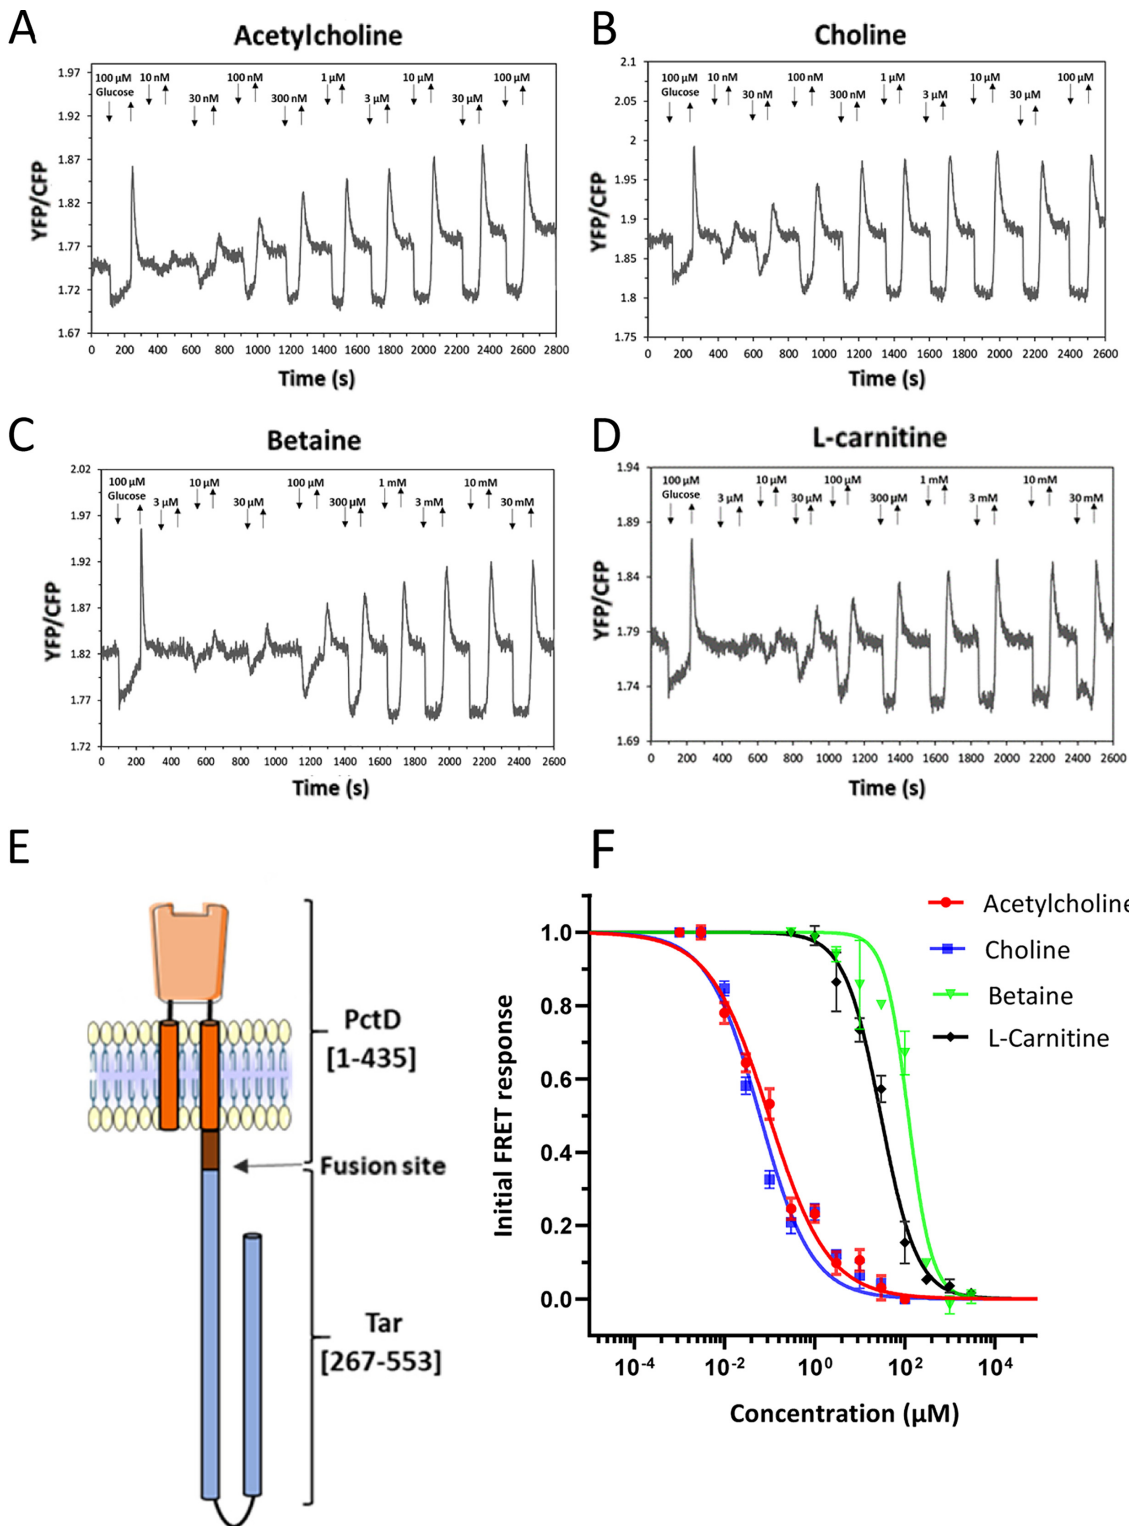 A
Acetylcholine
100 µM
Glucose
10 nM
30 nM
100 nM
300 nM
1 µM
3 µM
10 µM
30 µM
100 µM
YFP/CFP
1.97
1.92
1.87
1.82
1.77
1.72
1.67
0 200 400 600 800 1000 1200 1400 1600 1800 2000 2200 2400 2600 2800
Time (s)
B
Choline
100 µM
Glucose
10 nM
30 nM
100 nM
300 nM
1 µM
3 µM
10 µM
30 µM
100 µM
YFP/CFP
2.1
2.05
2
1.95
1.9
1.85
1.8
1.75
0 200 400 600 800 1000 1200 1400 1600 1800 2000 2200 2400 2600
Time (s)
C
Betaine
100 µM
Glucose
3 µM
10 µM
30 µM
100 µM
300 µM
1 mM
3 mM
10 mM
30 mM
YFP/CFP
2.02
1.97
1.92
1.87
1.82
1.77
1.72
0 200 400 600 800 1000 1200 1400 1600 1800 2000 2200 2400 2600
Time (s)
D
L-carnitine
100 µM
Glucose
3 µM
10 µM
30 µM
100 µM
300 µM
1 mM
3 mM
10 mM
30 mM
YFP/CFP
1.94
1.89
1.84
1.79
1.74
1.69
0 200 400 600 800 1000 1200 1400 1600 1800 2000 2200 2400 2600
Time (s)
E
PctD
[1-435]
Fusion site
Tar
[267-553]
F
Acetylcholine
Choline
Betaine
L-Carnitine
Initial FRET response
1.0
0.8
0.6
0.4
0.2
0.0
10-4 10-2 100 102 104
Concentration (µM)